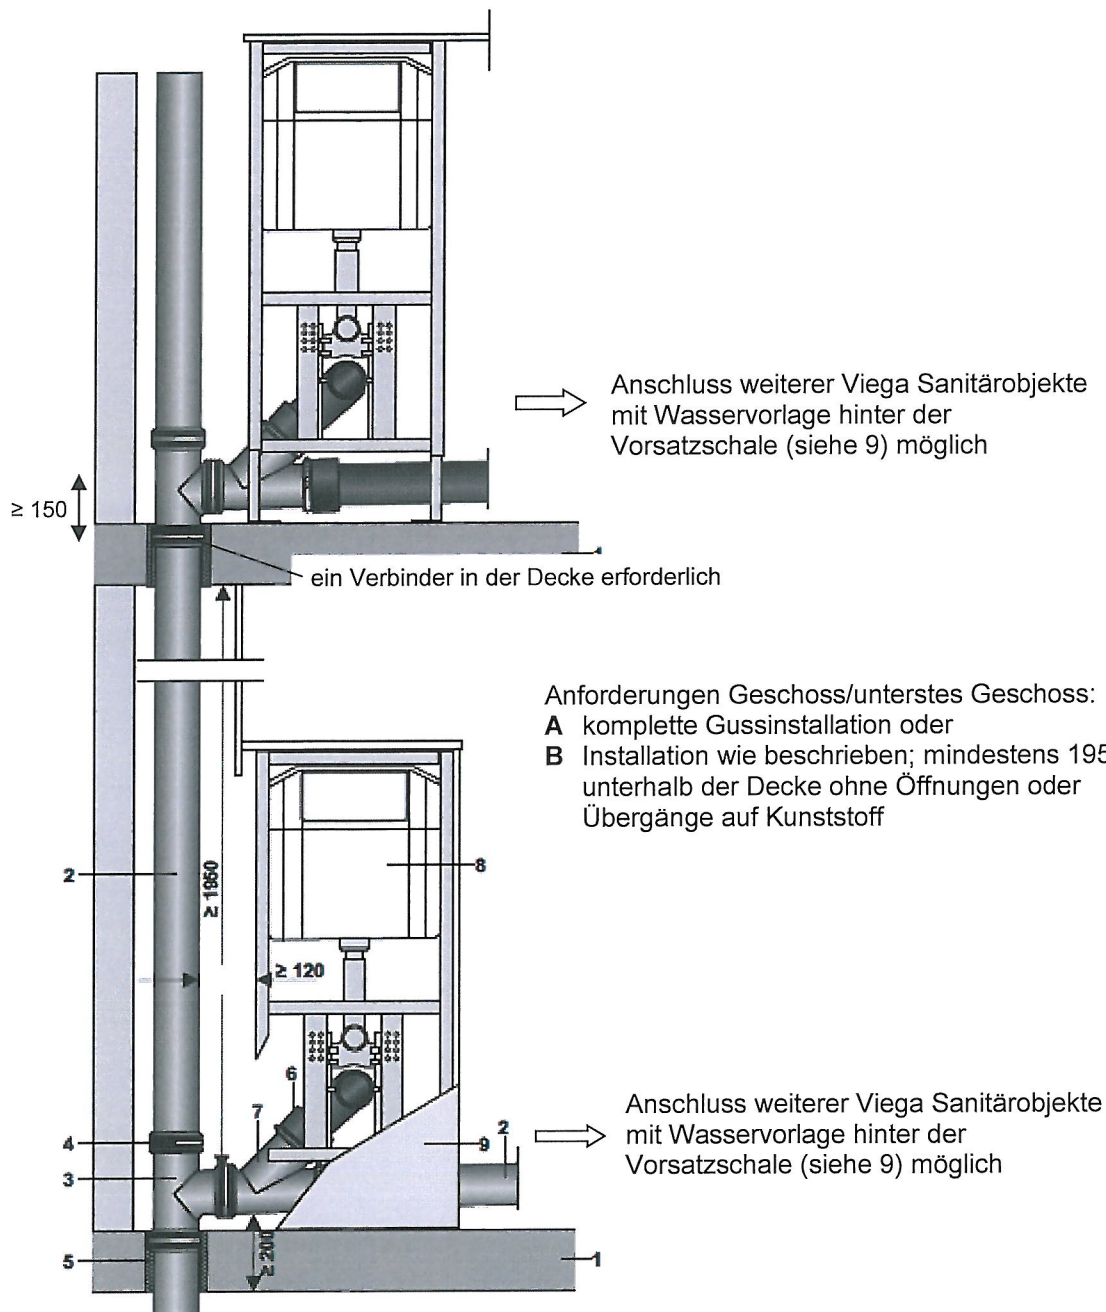 Anschluss weiterer Viega Sanitärobjekte
mit Wasservorlage hinter der
Vorsatzschale (siehe 9) möglich
≥ 150
ein Verbinder in der Decke erforderlich
Anforderungen Geschoss/unterstes Geschoss:
A komplette Gussinstallation oder
B Installation wie beschrieben; mindestens 195
unterhalb der Decke ohne Öffnungen oder
Übergänge auf Kunststoff
2
≥ 1950
8
≥ 120
6
7
4
9
2
3
Anschluss weiterer Viega Sanitärobjekte
mit Wasservorlage hinter der
Vorsatzschale (siehe 9) möglich
5
≥ 200
1